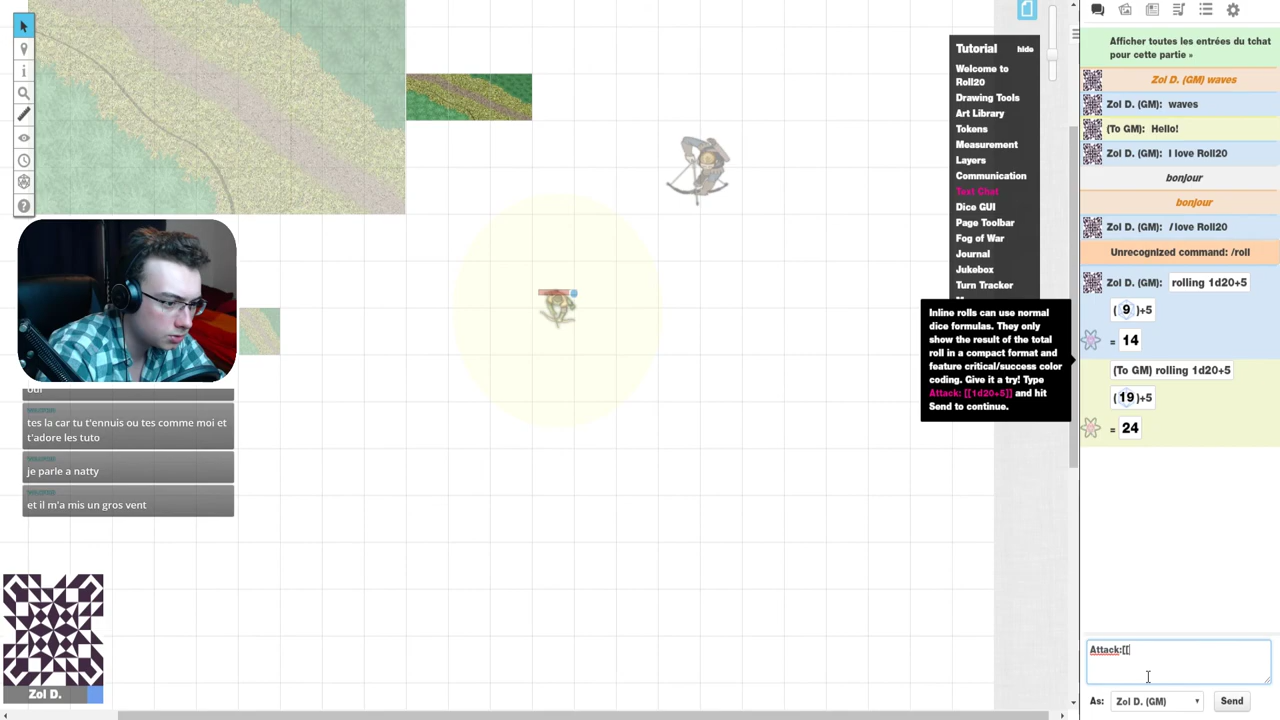 Tutorial hide
Welcome to
Roll20
Drawing Tools
Art Library
Tokens
Measurement
Layers
Communication
Text Chat
Dice GUI
Page Toolbar
Fog of War
Journal
Jukebox
Turn Tracker
Inline rolls can use normal
dice formulas. They only
show the result of the total
roll in a compact format and
feature critical/success color
coding. Give it a try! Type
Attack: [[1d20+5]] and hit
Send to continue.
Afficher toutes les entrées du tchat
pour cette partie »
Zol D. (GM) waves
Zol D. (GM): waves
(To GM): Hello!
Zol D. (GM): I love Roll20
bonjour
bonjour
Zol D. (GM): /love Roll20
Unrecognized command: /roll
Zol D. (GM): rolling 1d20+5
(9)+5
= 14
(To GM) rolling 1d20+5
(19)+5
= 24
Attack:[[
As: Zol D. (GM) Send
tes la car tu t'ennuis ou tes comme moi et
t'adore les tuto
je parle a natty
et il m'a mis un gros vent
Zol D.